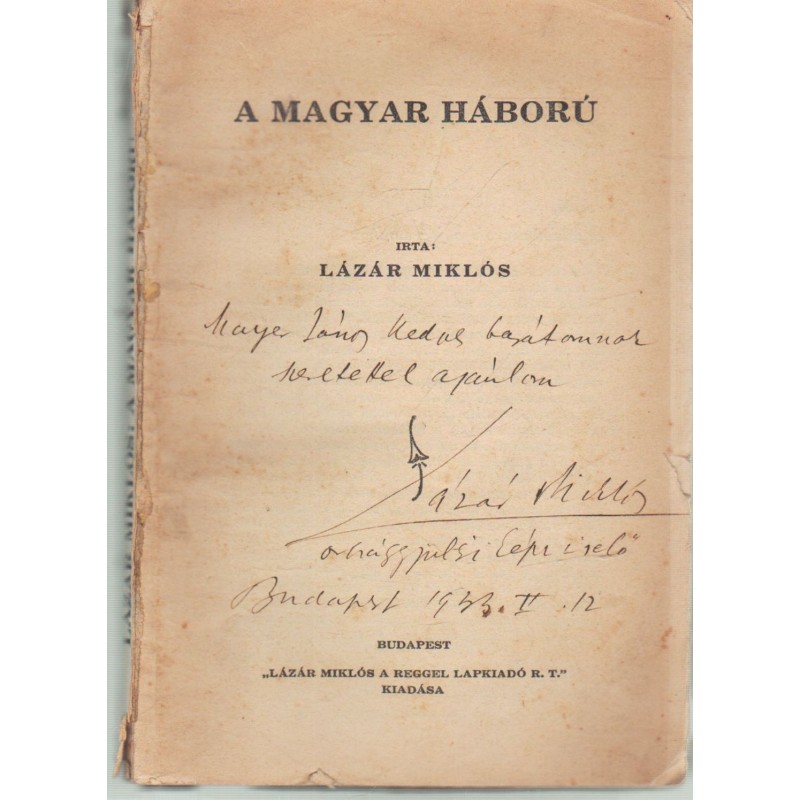 A MAGYAR HÁBORÚ
IRTA:
LÁZÁR MIKLÓS
Mayer János kedves barátomnak
szeretettel ajánlom
Lázár Miklós
országgyűlési képviselő
Budapest 1933. II. 12
BUDAPEST
„LÁZÁR MIKLÓS A REGGEL LAPKIADÓ R. T.”
KIADÁSA